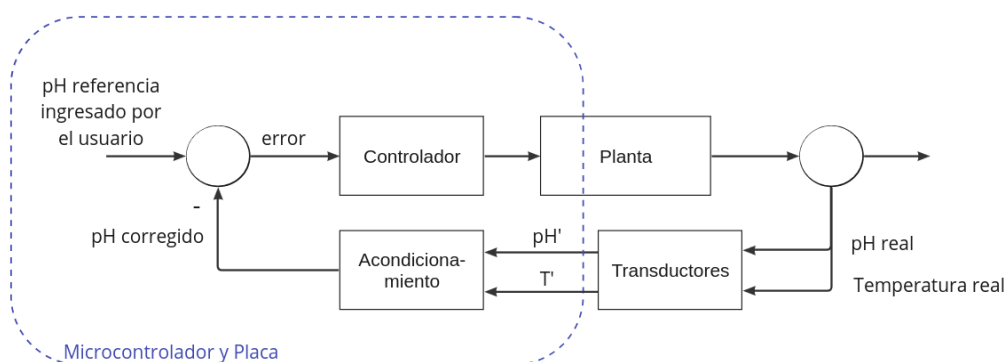 pH referencia
ingresado por
el usuario
error
Controlador
Planta
-
pH corregido
Acondiciona-
miento
pH'
T'
Transductores
pH real
Temperatura real
Microcontrolador y Placa